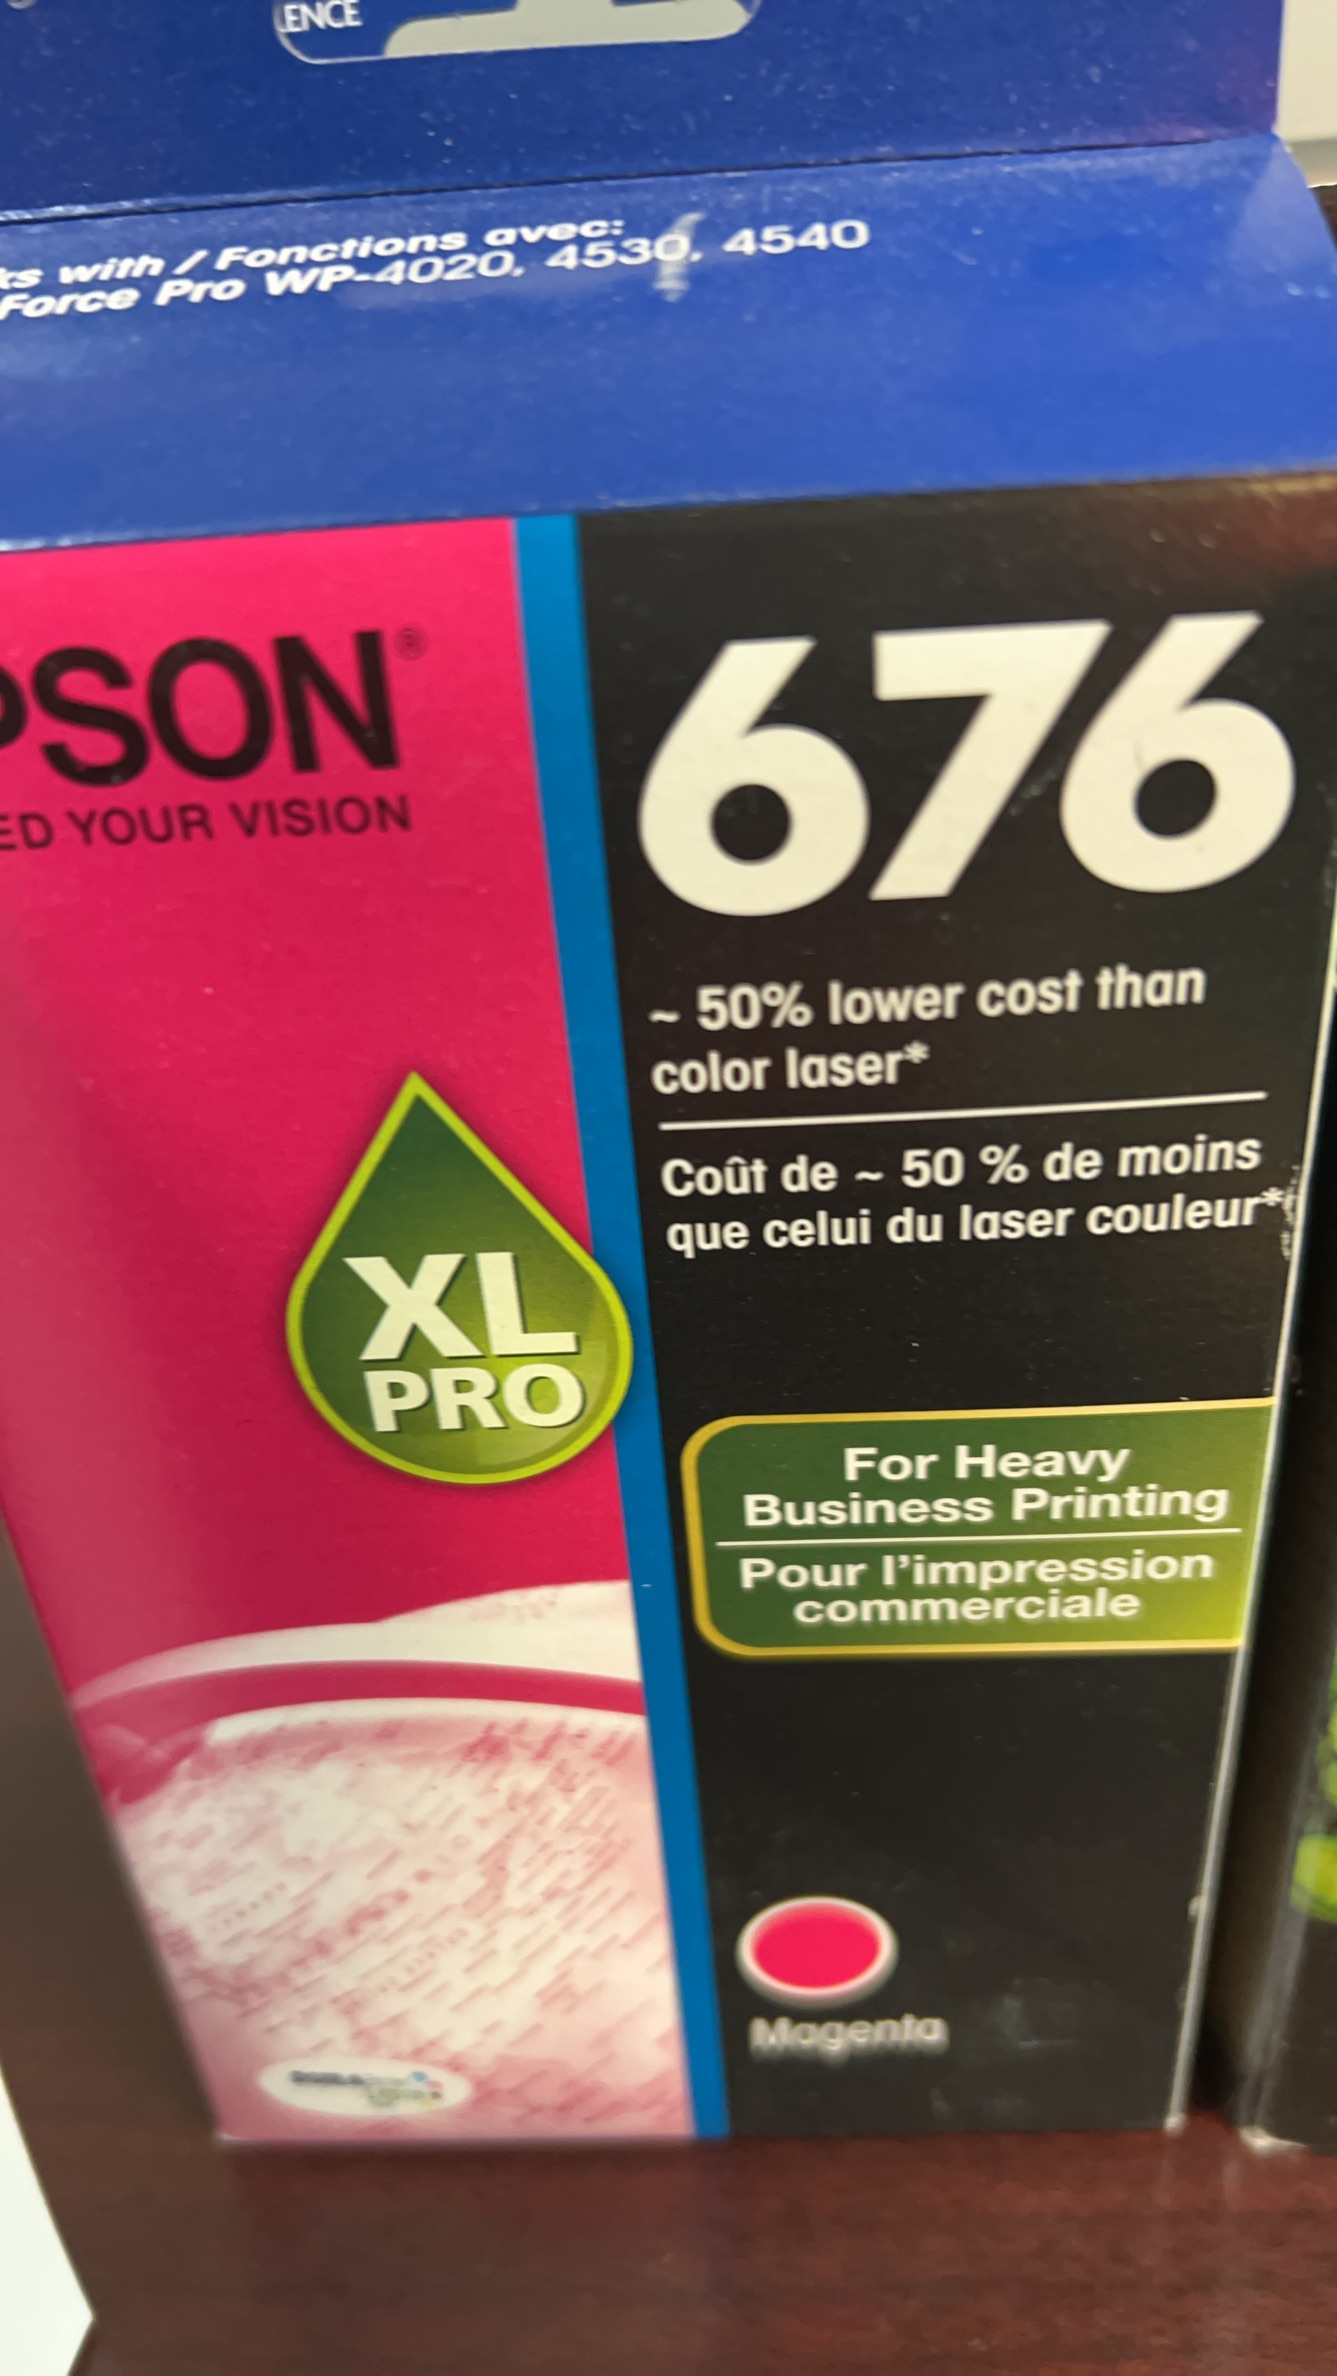 ENCE
ks with / Fonctions avec:
Force Pro WP-4020, 4530, 4540
PSON®
ED YOUR VISION
676
~ 50% lower cost than
color laser*
Coût de ~ 50 % de moins
que celui du laser couleur*
XL
PRO
For Heavy
Business Printing
Pour l'impression
commerciale
Magenta